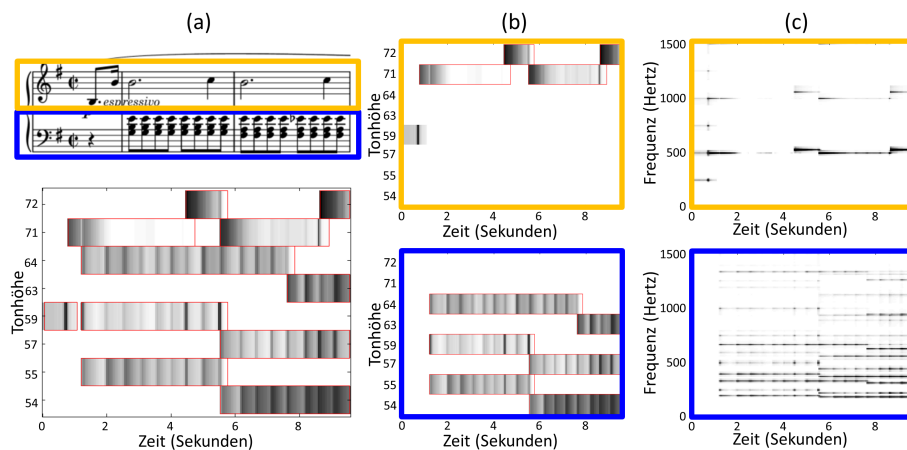 (a)
espressivo
Tonhöhe
72
71
64
63
59
57
55
54
0 2 4 6 8
Zeit (Sekunden)
(b)
Tonhöhe
72
71
64
63
59
57
55
54
0 2 4 6 8
Zeit (Sekunden)
Tonhöhe
72
71
64
63
59
57
55
54
0 2 4 6 8
Zeit (Sekunden)
(c)
Frequenz (Hertz)
1500
1000
500
0
0 2 4 6 8
Zeit (Sekunden)
Frequenz (Hertz)
1500
1000
500
0
0 2 4 6 8
Zeit (Sekunden)